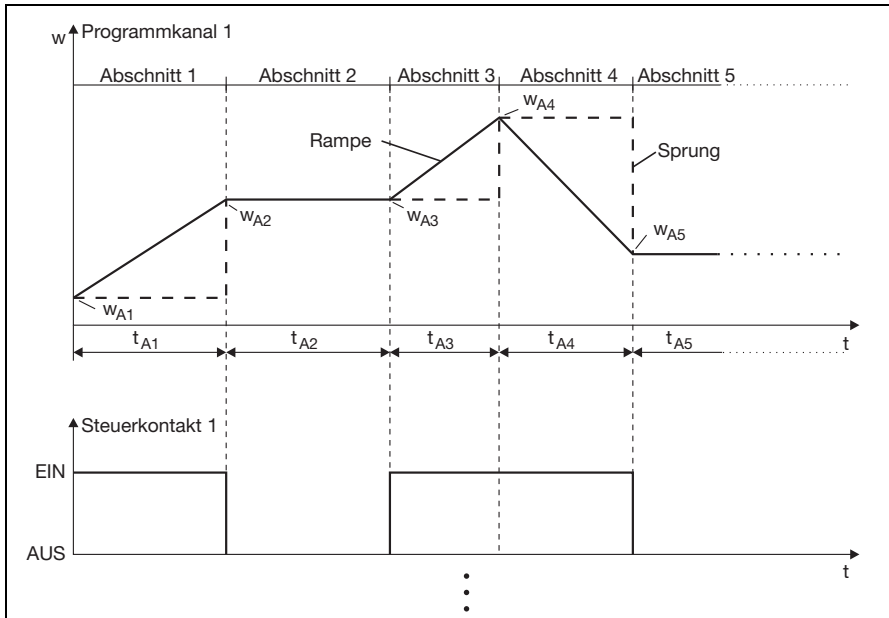 w Programmkanal 1
Abschnitt 1 Abschnitt 2 Abschnitt 3 Abschnitt 4 Abschnitt 5
wA4
Rampe
Sprung
wA2
wA3
wA5
wA1
tA1 tA2 tA3 tA4 tA5 t
Steuerkontakt 1
EIN
AUS
t